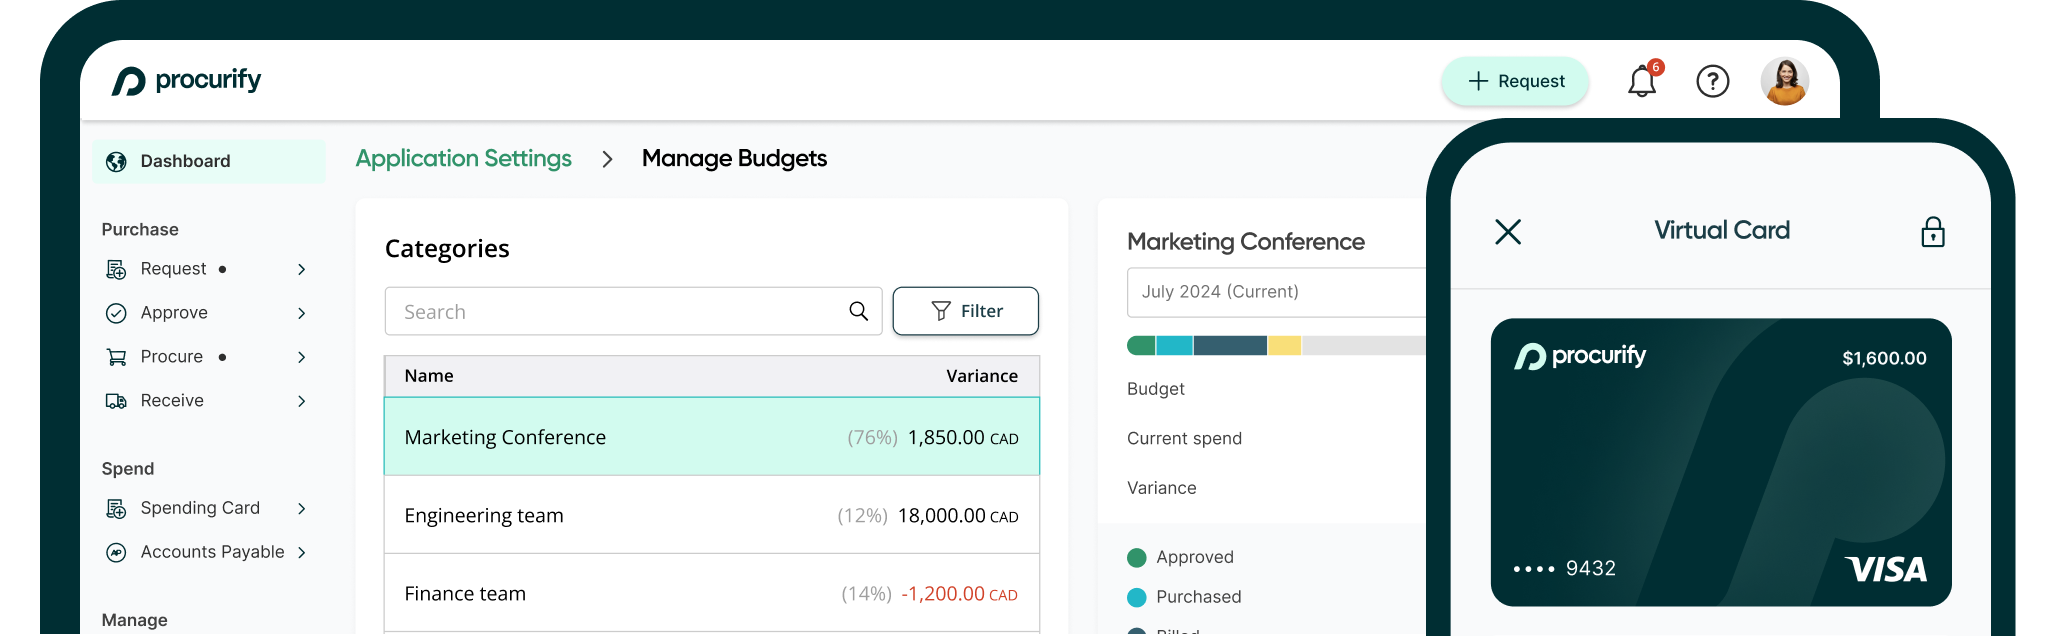 procurify
+ Request
6
?
Dashboard
Purchase
Request
Approve
Procure
Receive
Spend
Spending Card
AP Accounts Payable
Manage
Application Settings > Manage Budgets
Categories
Search
Filter
Name Variance
Marketing Conference (76%) 1,850.00 CAD
Engineering team (12%) 18,000.00 CAD
Finance team (14%) -1,200.00 CAD
Marketing Conference
July 2024 (Current)
Budget
Current spend
Variance
Approved
Purchased
Billed
Virtual Card
procurify
$1,600.00
•••• 9432
VISA